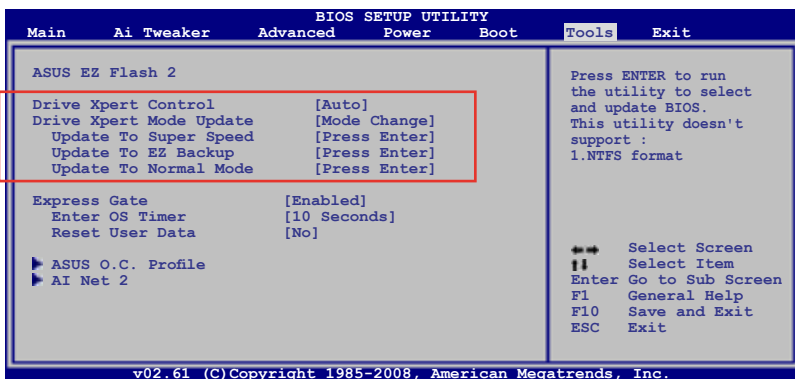 BIOS SETUP UTILITY
Main Ai Tweaker Advanced Power Boot Tools Exit
ASUS EZ Flash 2
Drive Xpert Control [Auto]
Drive Xpert Mode Update [Mode Change]
Update To Super Speed [Press Enter]
Update To EZ Backup [Press Enter]
Update To Normal Mode [Press Enter]
Express Gate [Enabled]
Enter OS Timer [10 Seconds]
Reset User Data [No]
ASUS O.C. Profile
AI Net 2
Press ENTER to run
the utility to select
and update BIOS.
This utility doesn't
support :
1.NTFS format
Select Screen
Select Item
Enter Go to Sub Screen
F1 General Help
F10 Save and Exit
ESC Exit
v02.61 (C)Copyright 1985-2008, American Megatrends, Inc.